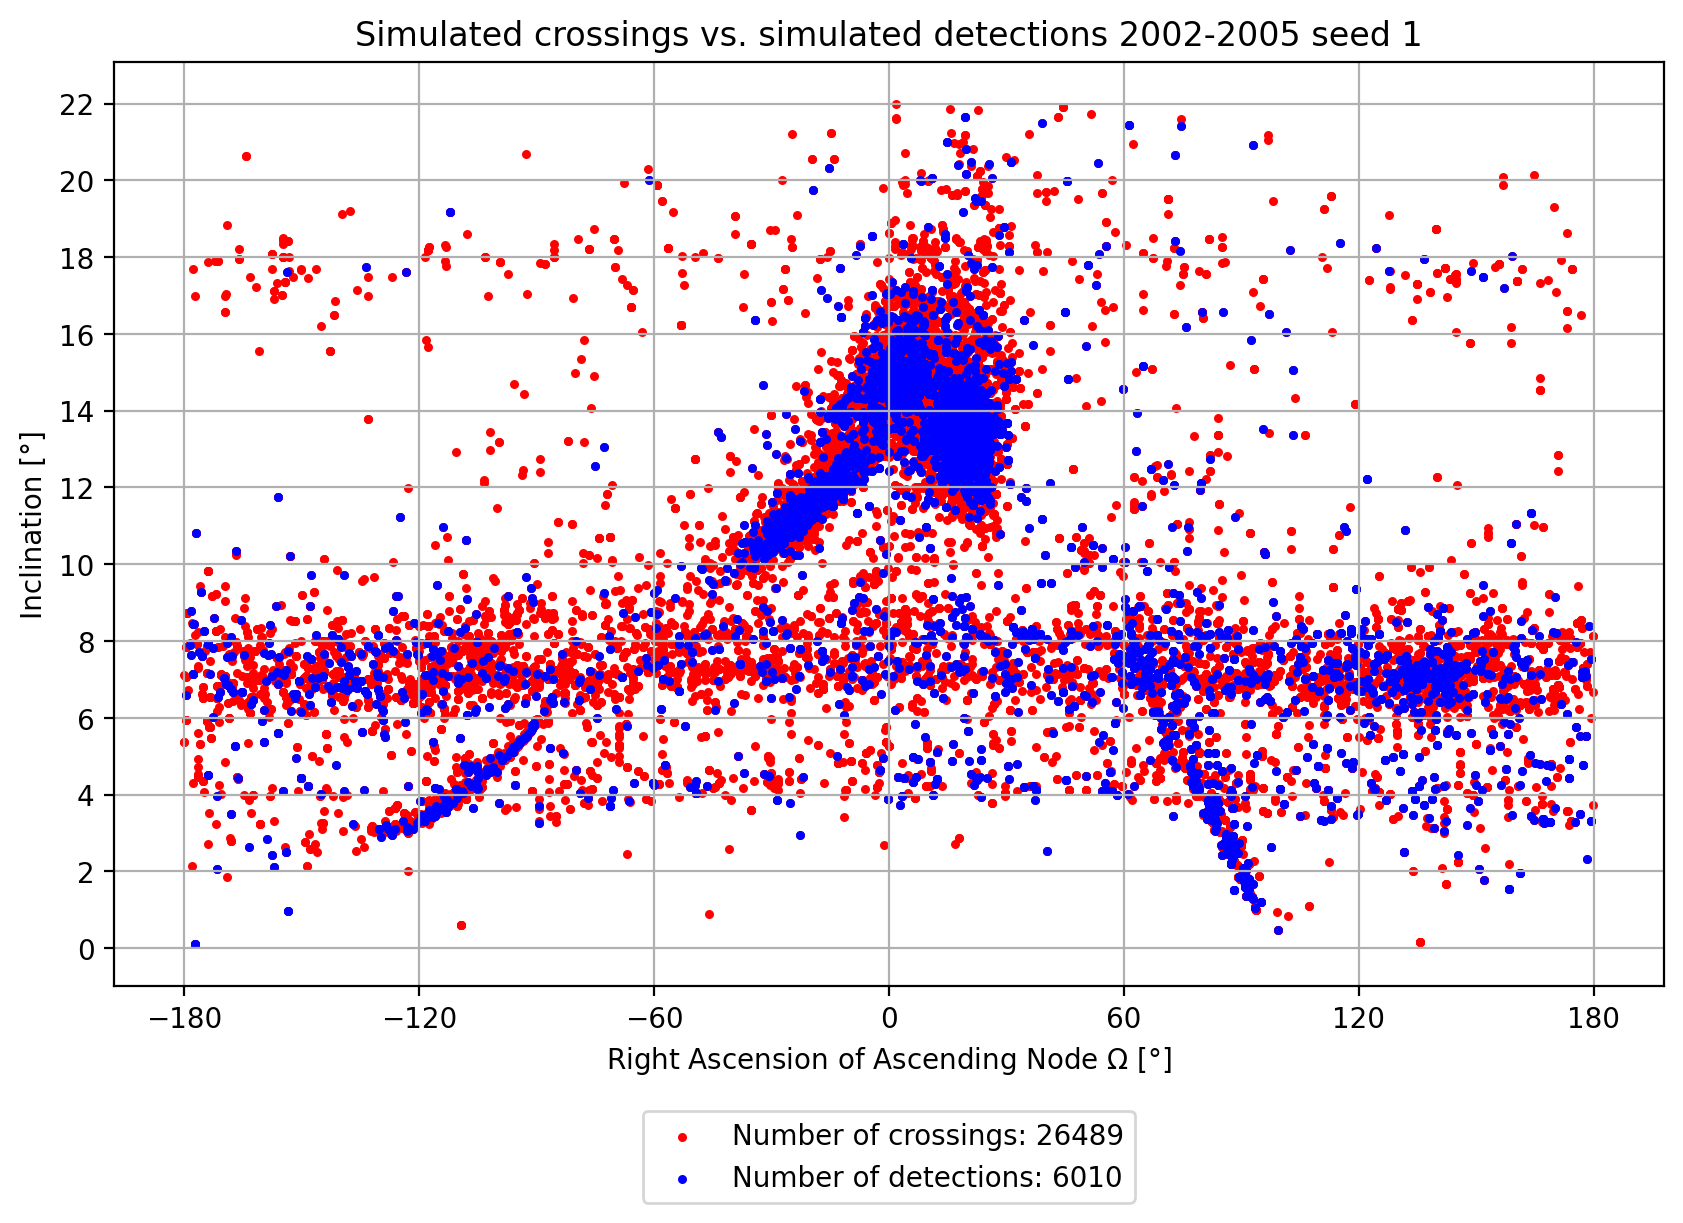 Simulated crossings vs. simulated detections 2002-2005 seed 1
22
20
18
16
14
12
10
8
6
4
2
0
Inclination [°]
−180 −120 −60 0 60 120 180
Right Ascension of Ascending Node Ω [°]
Number of crossings: 26489
Number of detections: 6010